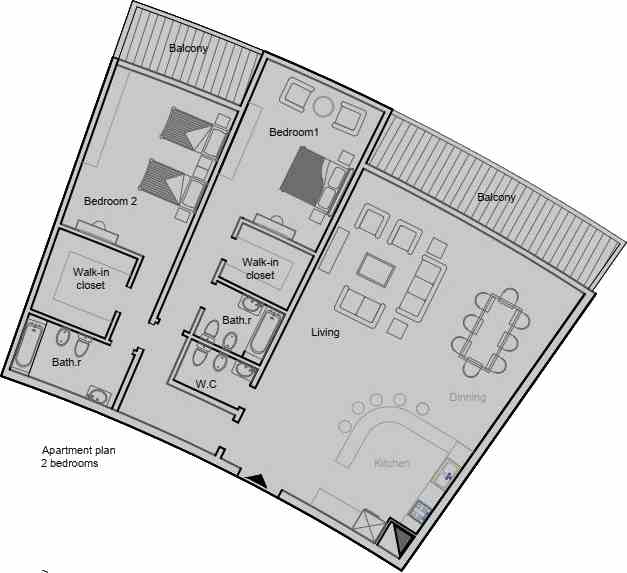 Balcony
Bedroom1
Bedroom 2
Balcony
Walk-in
closet
Walk-in
closet
Bath.r
Living
Bath.r
W.C
Dinning
Kitchen
Apartment plan
2 bedrooms
~